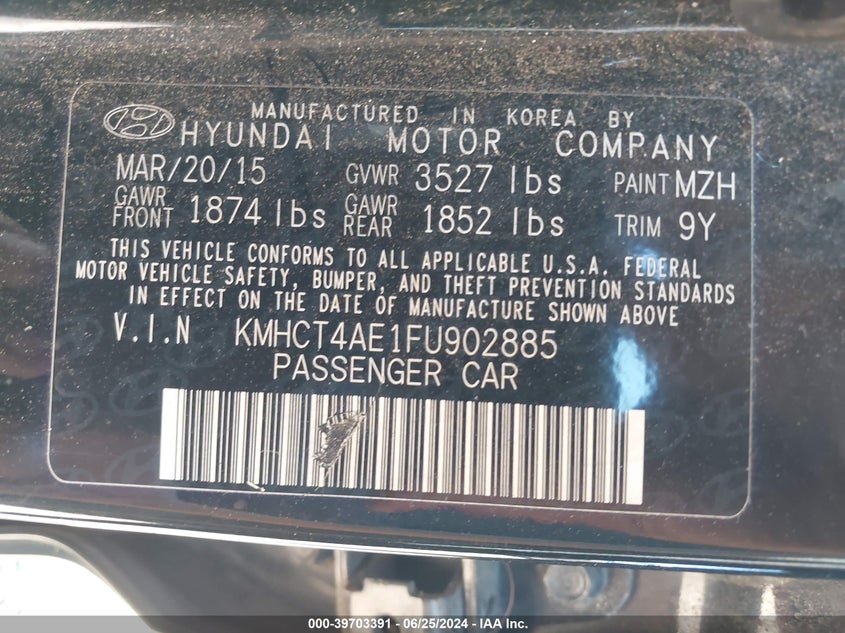 MANUFACTURED IN KOREA BY
HYUNDAI MOTOR COMPANY
MAR/20/15 GVWR 3527 lbs PAINT MZH
GAWR FRONT 1874 lbs GAWR REAR 1852 lbs TRIM 9Y
THIS VEHICLE CONFORMS TO ALL APPLICABLE U.S.A. FEDERAL
MOTOR VEHICLE SAFETY, BUMPER, AND THEFT PREVENTION STANDARDS
IN EFFECT ON THE DATE OF MANUFACTURE SHOWN ABOVE
V.I.N KMHCT4AE1FU902885
PASSENGER CAR
000-39703391 - 06/25/2024 - IAA Inc.